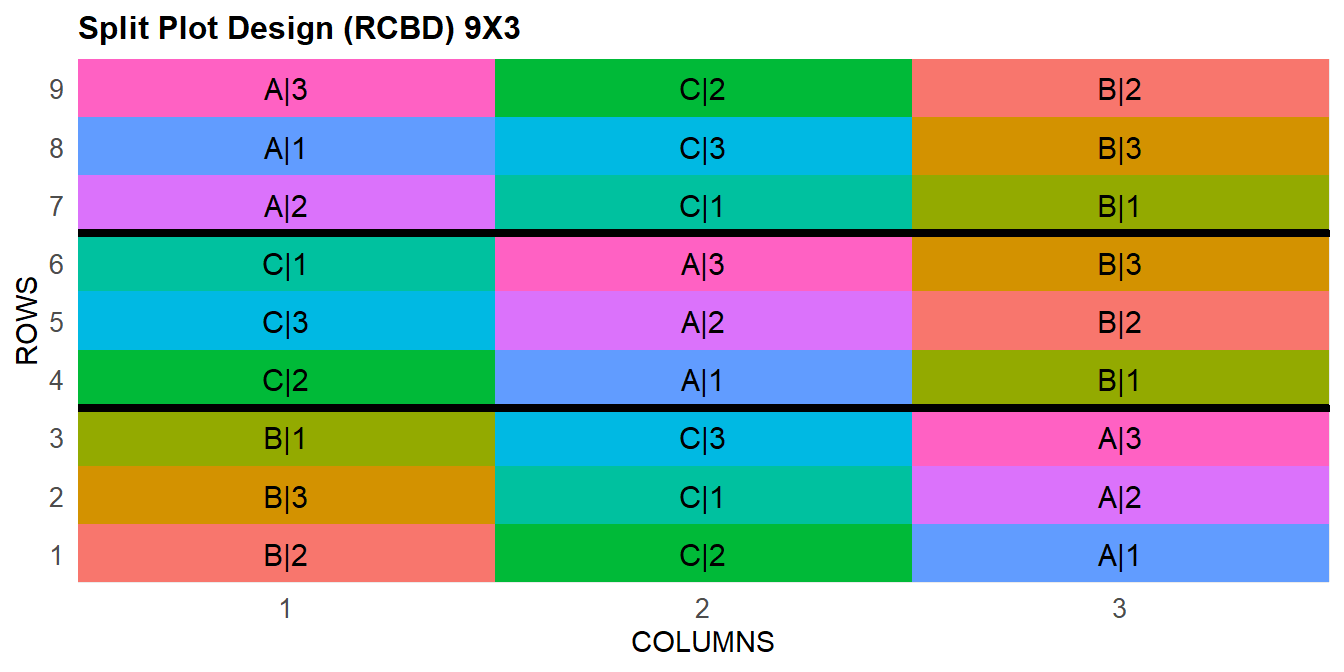 Split Plot Design (RCBD) 9X3
9 A|3 C|2 B|2
8 A|1 C|3 B|3
7 A|2 C|1 B|1
6 C|1 A|3 B|3
5 C|3 A|2 B|2
4 C|2 A|1 B|1
3 B|1 C|3 A|3
2 B|3 C|1 A|2
1 B|2 C|2 A|1
ROWS
1 2 3
COLUMNS